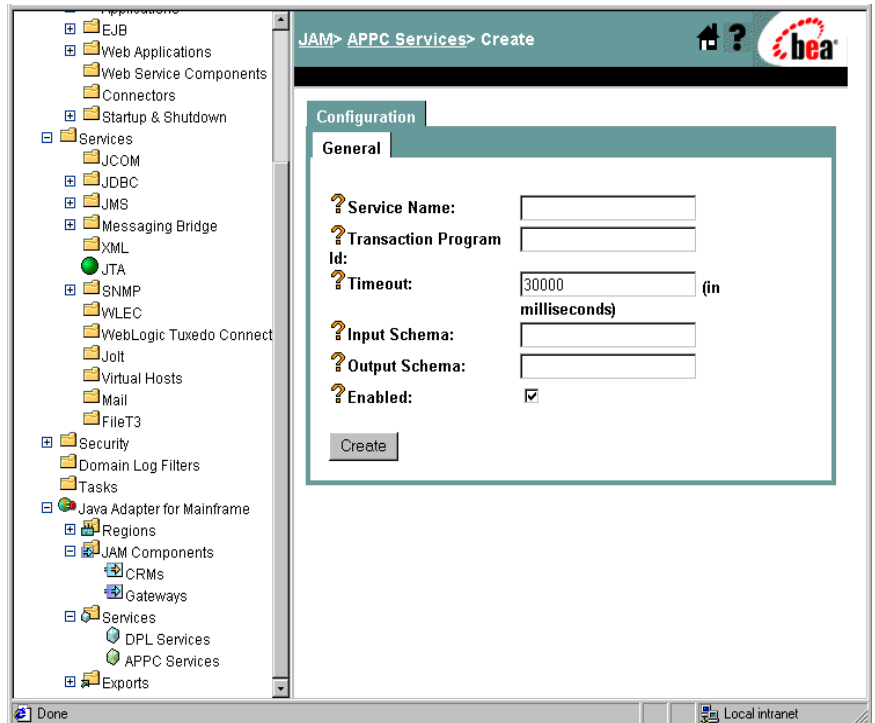 Applications
EJB
Web Applications
Web Service Components
Connectors
Startup & Shutdown
Services
JCOM
JDBC
JMS
Messaging Bridge
XML
JTA
SNMP
WLEC
WebLogic Tuxedo Connect
Jolt
Virtual Hosts
Mail
FileT3
Security
Domain Log Filters
Tasks
Java Adapter for Mainframe
Regions
JAM Components
CRMs
Gateways
Services
DPL Services
APPC Services
Exports
JAM> APPC Services> Create
?
bea
Configuration
General
?Service Name:
?Transaction Program
Id:
?Timeout: 30000 (in
milliseconds)
?Input Schema:
?Output Schema:
?Enabled:
Create
Done
Local intranet